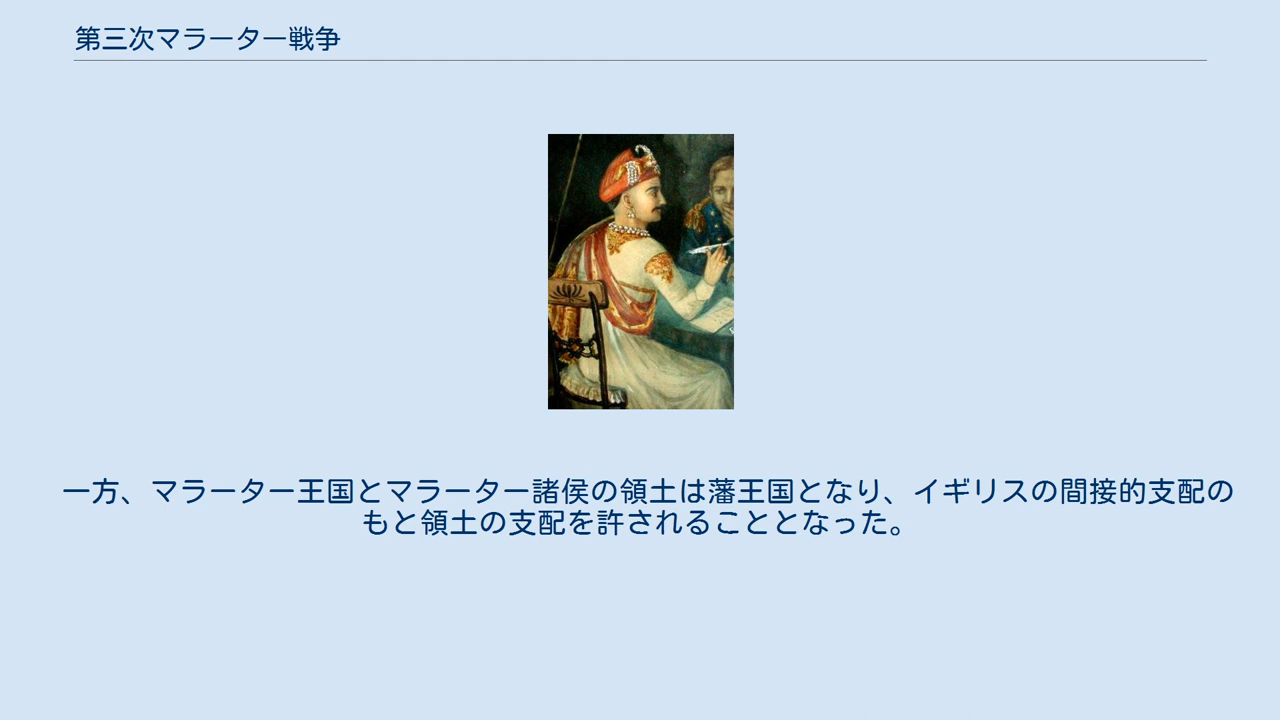 第三次マラーター戦争
一方、マラーター王国とマラーター諸侯の領土は藩王国となり、イギリスの間接的支配の
もと領土の支配を許されることとなった。